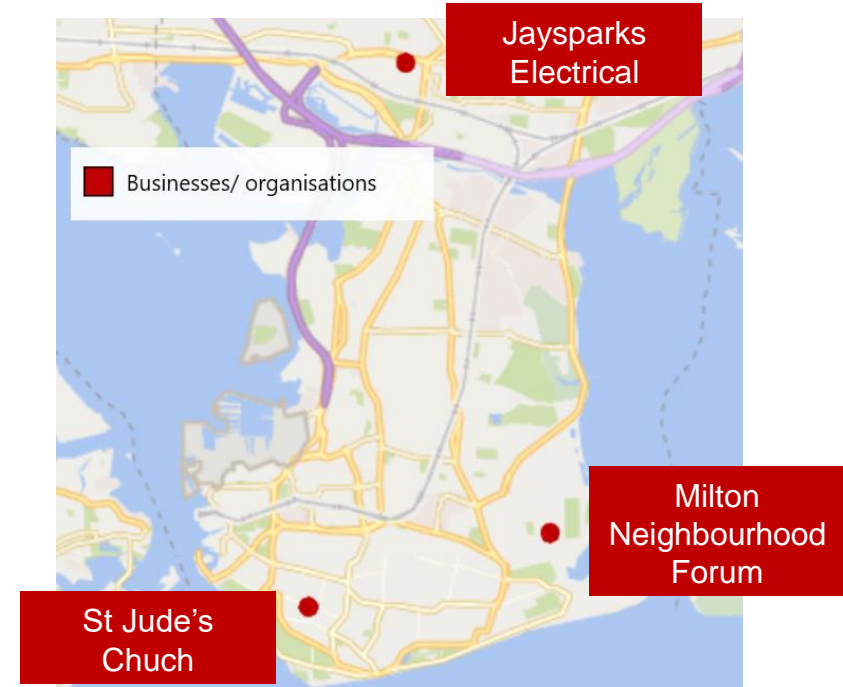 Jaysparks
Electrical
Businesses/ organisations
Milton
Neighbourhood
Forum
St Jude's
Chuch